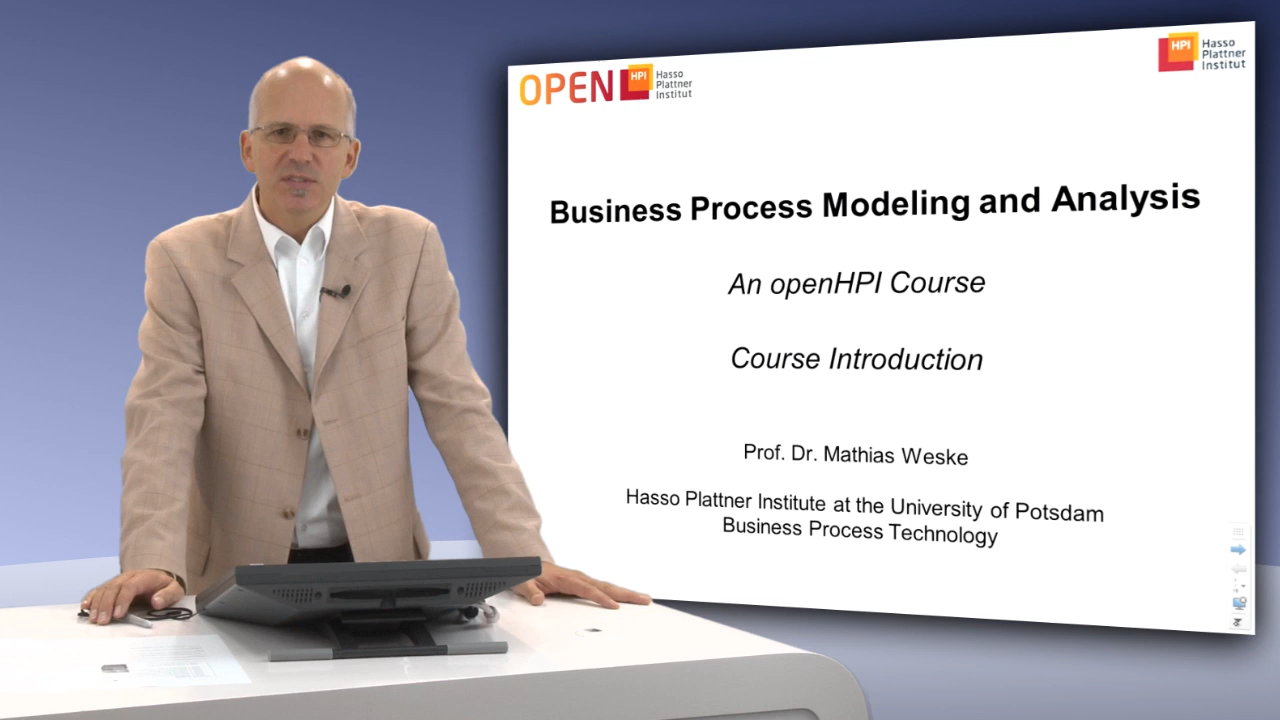 OPEN HPI Hasso Plattner Institut
HPI Hasso Plattner Institut
Business Process Modeling and Analysis
An openHPI Course
Course Introduction
Prof. Dr. Mathias Weske
Hasso Plattner Institute at the University of Potsdam
Business Process Technology